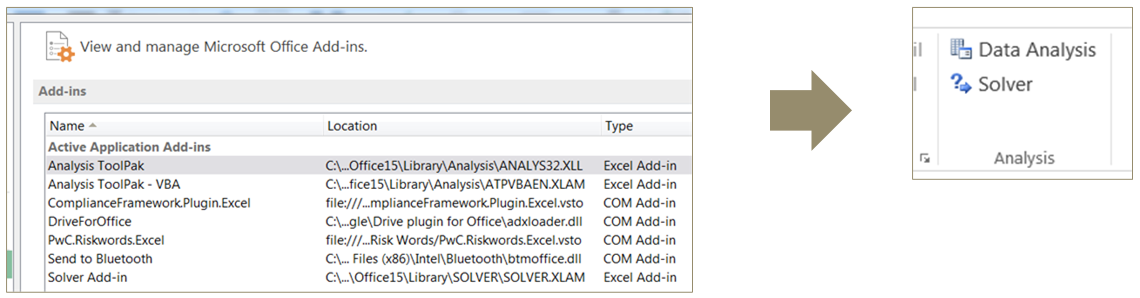 View and manage Microsoft Office Add-ins.
Add-ins
Name Location Type
Active Application Add-ins
Analysis ToolPak C:\...Office15\Library\Analysis\ANALYS32.XLL Excel Add-in
Analysis ToolPak - VBA C:\...fice15\Library\Analysis\ATPVBAEN.XLAM Excel Add-in
ComplianceFramework.Plugin.Excel file:///...mplianceFramework.Plugin.Excel.vsto COM Add-in
DriveForOffice C:\...gle\Drive plugin for Office\adxloader.dll COM Add-in
PwC.Riskwords.Excel file:///...Risk Words/PwC.Riskwords.Excel.vsto COM Add-in
Send to Bluetooth C:\... Files (x86)\Intel\Bluetooth\btmoffice.dll COM Add-in
Solver Add-in C:\...\Office15\Library\SOLVER\SOLVER.XLAM Excel Add-in
Data Analysis
Solver
Analysis